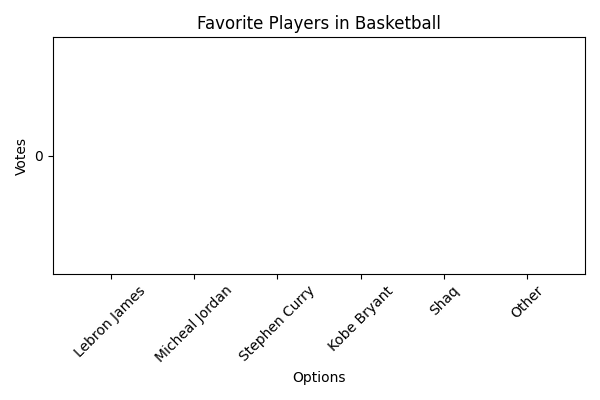 Favorite Players in Basketball
Votes
0
Lebron James
Micheal Jordan
Stephen Curry
Kobe Bryant
Shaq
Other
Options